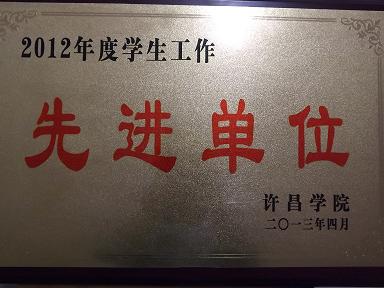 2012年度学生工作
先进单位
许昌学院
二〇一三年四月